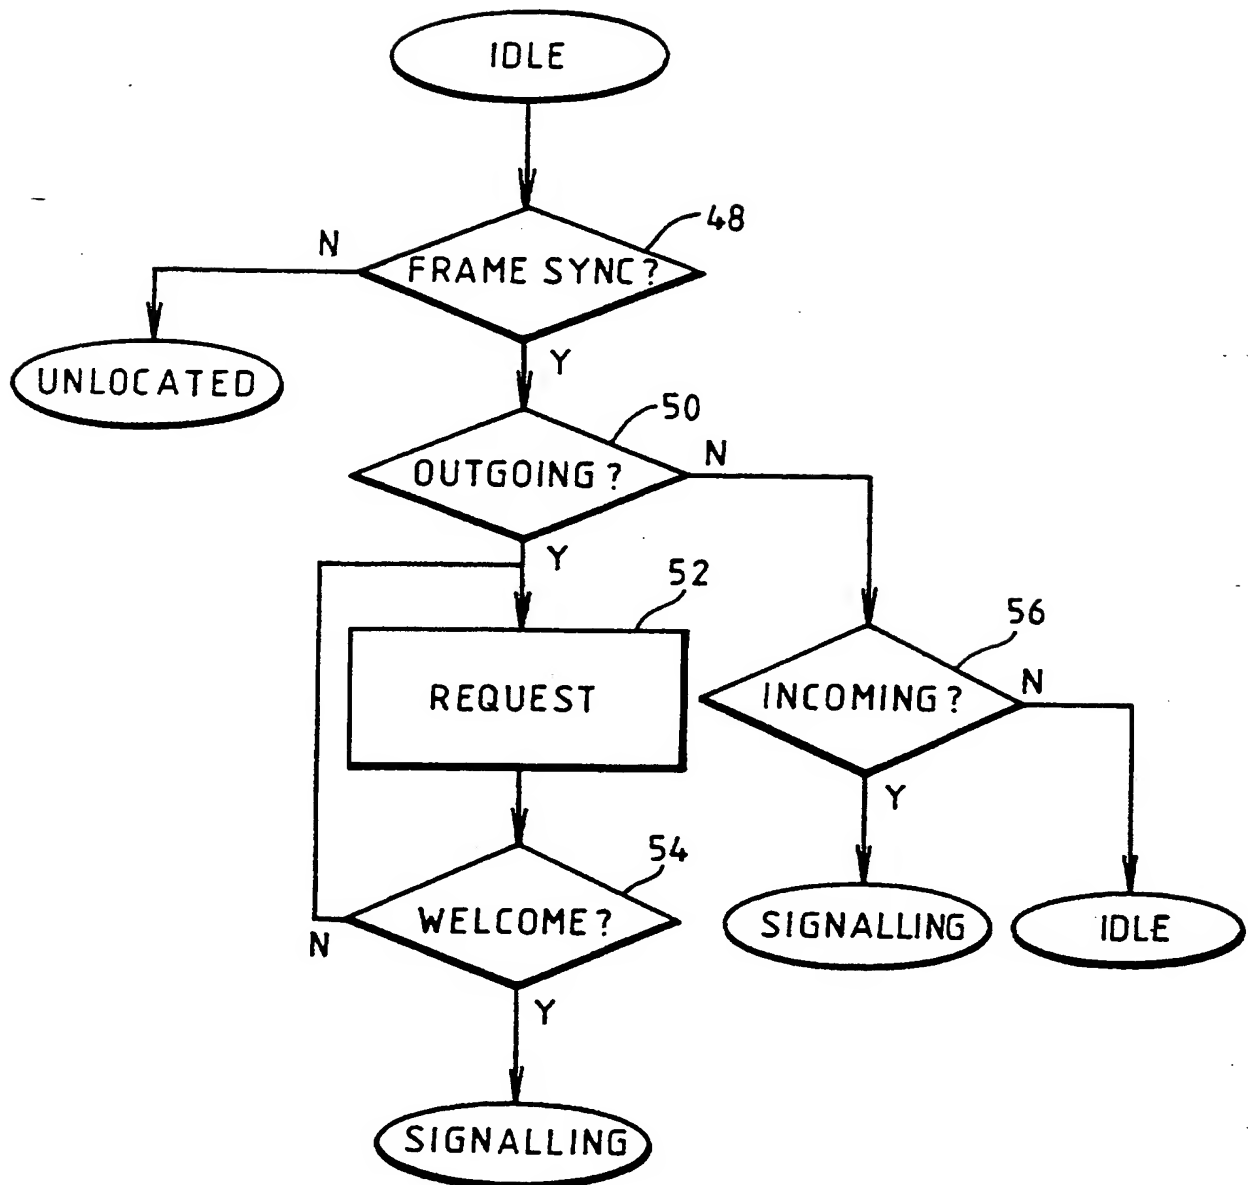 IDLE
48
N
FRAME SYNC?
Y
UNLOCATED
50
N
OUTGOING?
Y
52
56
REQUEST
INCOMING?
N
Y
54
WELCOME?
N
SIGNALLING
IDLE
Y
SIGNALLING